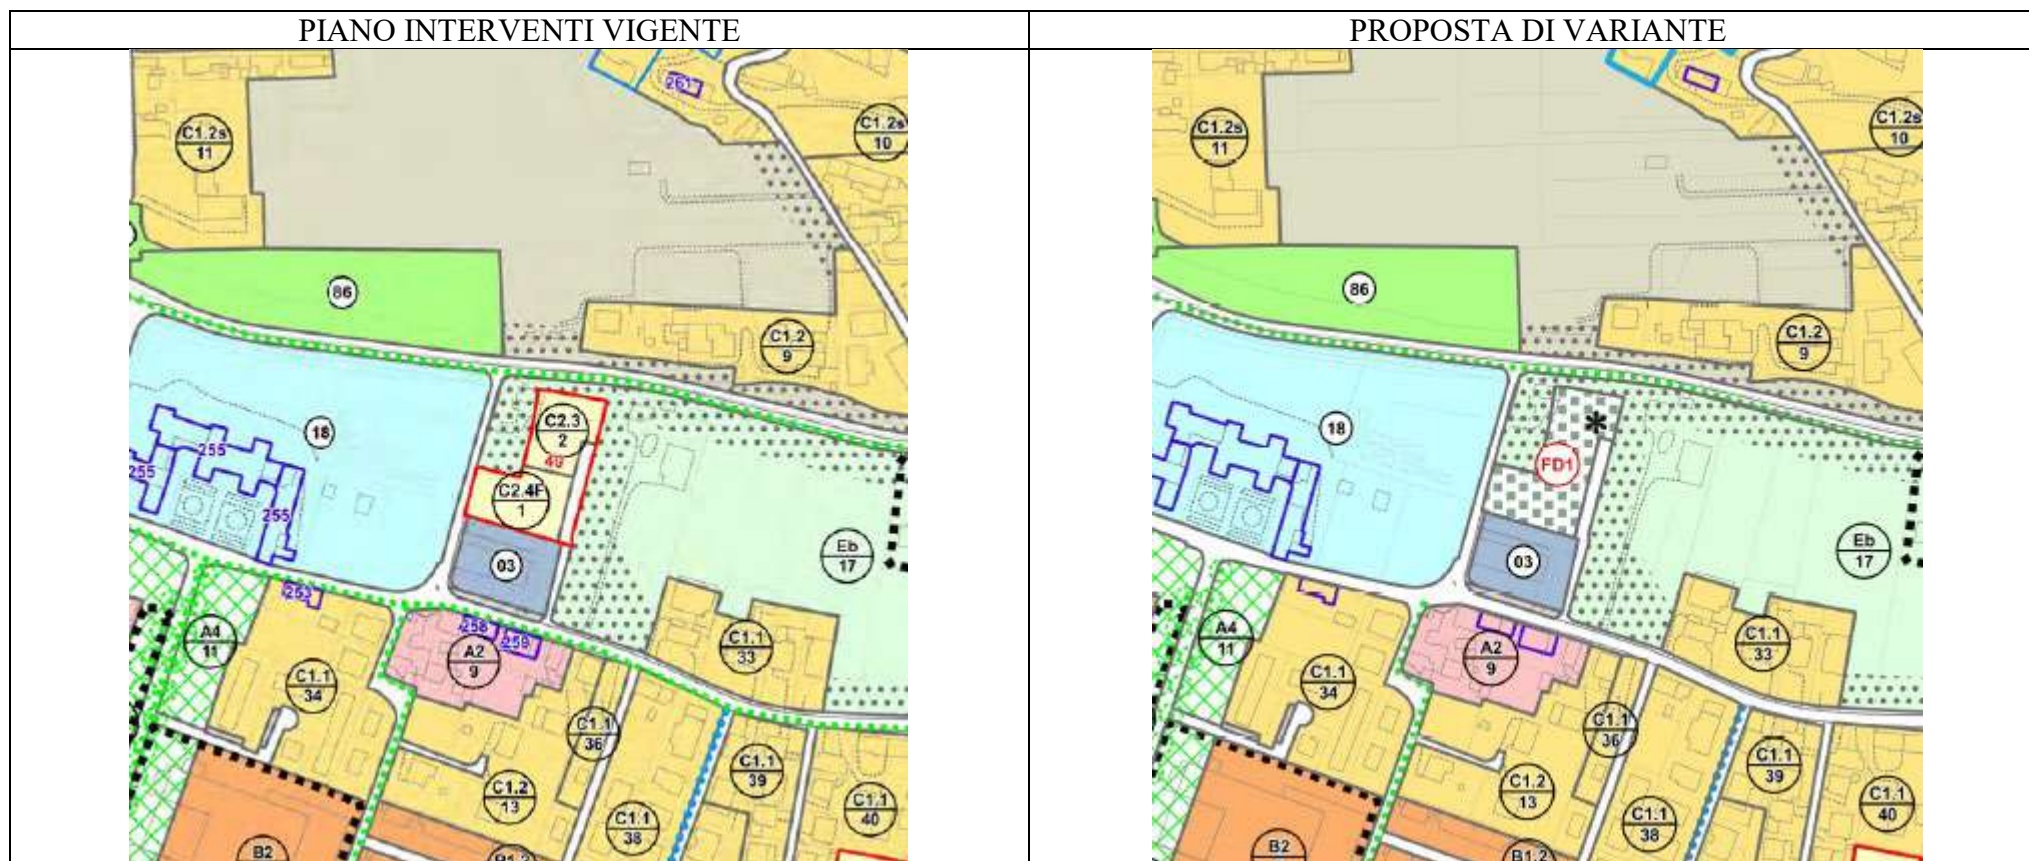 PIANO INTERVENTI VIGENTE
261
C1.2s
11
C1.2s
10
86
C1.2
9
18
C2.3
2
49
C2.4F
1
255
255
255
03
Eb
17
253
258
259
A4
11
A2
9
C1.1
33
C1.1
34
C1.1
36
C1.1
39
C1.2
13
C1.1
38
C1.1
40
B2
B1.2
PROPOSTA DI VARIANTE
C1.2s
11
C1.2s
10
86
C1.2
9
18
*
FD1
03
Eb
17
A4
11
A2
9
C1.1
33
C1.1
34
C1.1
36
C1.1
39
C1.2
13
C1.1
38
C1.1
40
B2
B1.2